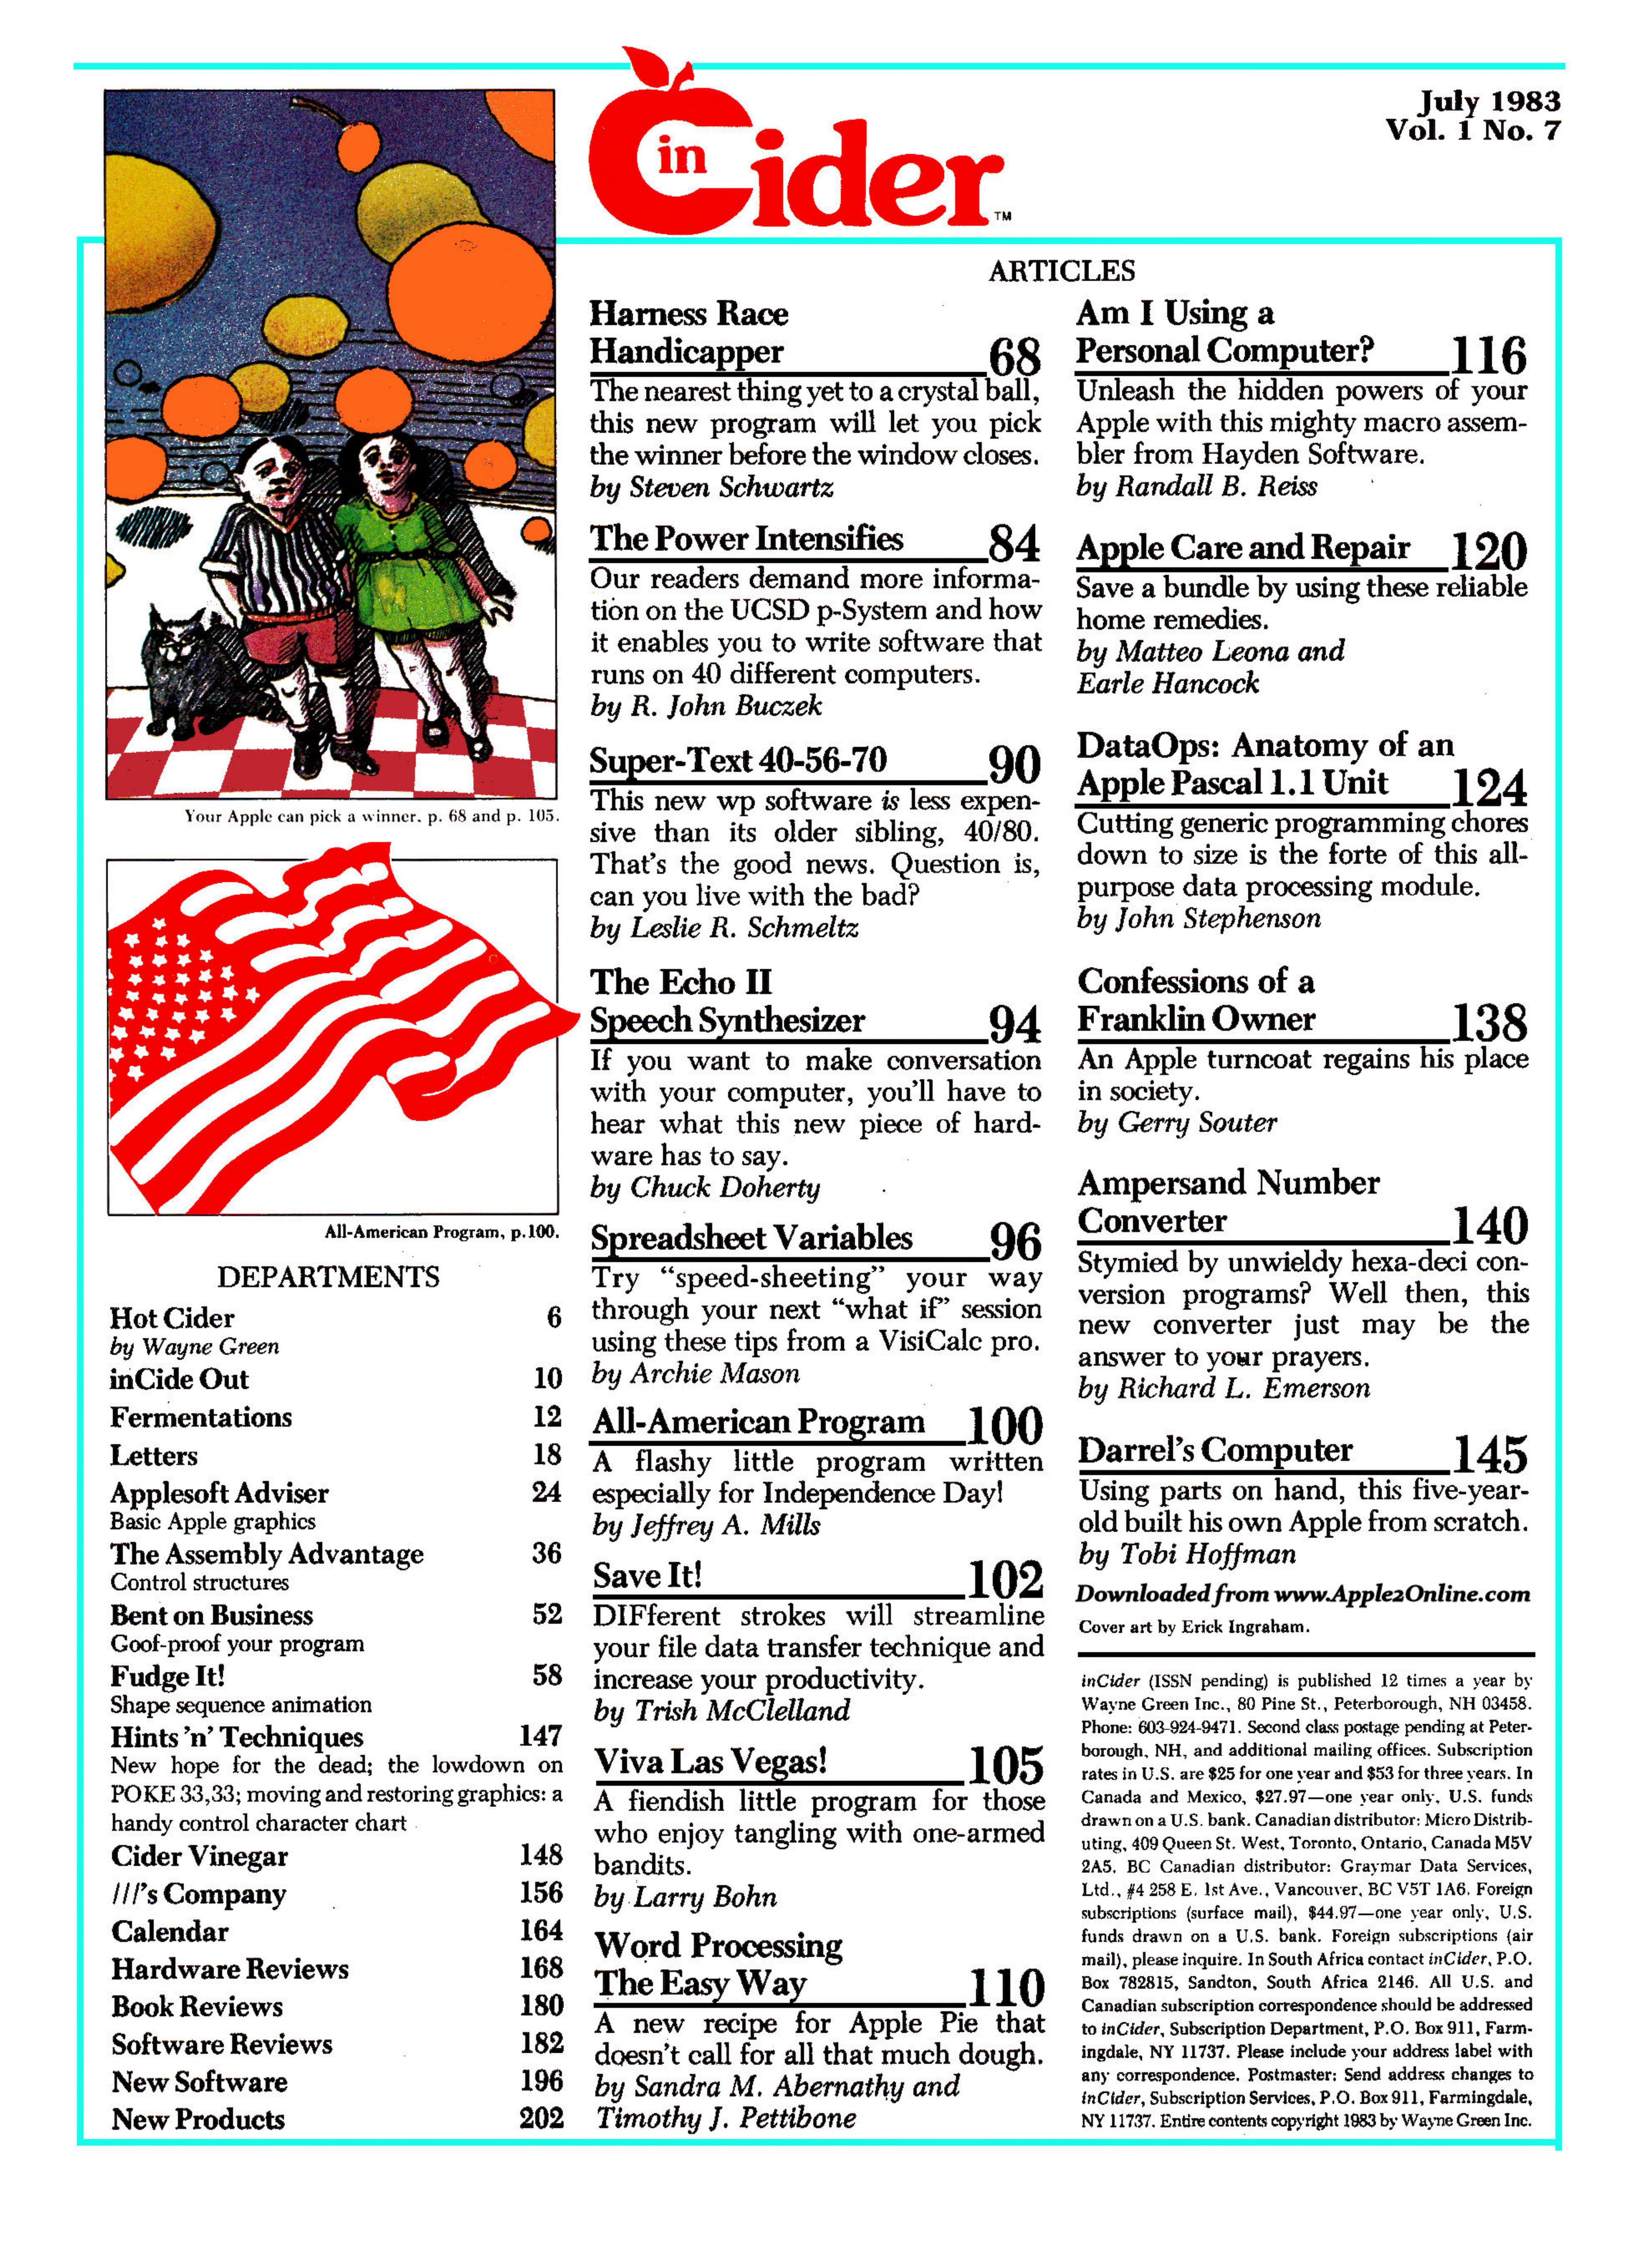 in Cider™
July 1983
Vol. 1 No. 7
Your Apple can pick a winner. p. 68 and p. 105.
All-American Program, p.100.
DEPARTMENTS
Hot Cider 6
by Wayne Green
inCide Out 10
Fermentations 12
Letters 18
Applesoft Adviser 24
Basic Apple graphics
The Assembly Advantage 36
Control structures
Bent on Business 52
Goof-proof your program
Fudge It! 58
Shape sequence animation
Hints 'n' Techniques 147
New hope for the dead; the lowdown on
POKE 33,33; moving and restoring graphics: a
handy control character chart
Cider Vinegar 148
///'s Company 156
Calendar 164
Hardware Reviews 168
Book Reviews 180
Software Reviews 182
New Software 196
New Products 202
ARTICLES
Harness Race
Handicapper 68
The nearest thing yet to a crystal ball,
this new program will let you pick
the winner before the window closes.
by Steven Schwartz
The Power Intensifies 84
Our readers demand more informa-
tion on the UCSD p-System and how
it enables you to write software that
runs on 40 different computers.
by R. John Buczek
Super-Text 40-56-70 90
This new wp software is less expen-
sive than its older sibling, 40/80.
That's the good news. Question is,
can you live with the bad?
by Leslie R. Schmeltz
The Echo II
Speech Synthesizer 94
If you want to make conversation
with your computer, you'll have to
hear what this new piece of hard-
ware has to say.
by Chuck Doherty
Spreadsheet Variables 96
Try "speed-sheeting" your way
through your next "what if" session
using these tips from a VisiCalc pro.
by Archie Mason
All-American Program 100
A flashy little program written
especially for Independence Day!
by Jeffrey A. Mills
Save It! 102
DIFferent strokes will streamline
your file data transfer technique and
increase your productivity.
by Trish McClelland
Viva Las Vegas! 105
A fiendish little program for those
who enjoy tangling with one-armed
bandits.
by Larry Bohn
Word Processing
The Easy Way 110
A new recipe for Apple Pie that
doesn't call for all that much dough.
by Sandra M. Abernathy and
Timothy J. Pettibone
Am I Using a
Personal Computer? 116
Unleash the hidden powers of your
Apple with this mighty macro assem-
bler from Hayden Software.
by Randall B. Reiss
Apple Care and Repair 120
Save a bundle by using these reliable
home remedies.
by Matteo Leona and
Earle Hancock
DataOps: Anatomy of an
Apple Pascal 1.1 Unit 124
Cutting generic programming chores
down to size is the forte of this all-
purpose data processing module.
by John Stephenson
Confessions of a
Franklin Owner 138
An Apple turncoat regains his place
in society.
by Gerry Souter
Ampersand Number
Converter 140
Stymied by unwieldy hexa-deci con-
version programs? Well then, this
new converter just may be the
answer to your prayers.
by Richard L. Emerson
Darrel's Computer 145
Using parts on hand, this five-year-
old built his own Apple from scratch.
by Tobi Hoffman
Downloaded from www.Apple2Online.com
Cover art by Erick Ingraham.
inCider (ISSN pending) is published 12 times a year by
Wayne Green Inc., 80 Pine St., Peterborough, NH 03458.
Phone: 603-924-9471. Second class postage pending at Peter-
borough, NH, and additional mailing offices. Subscription
rates in U.S. are $25 for one year and $53 for three years. In
Canada and Mexico, $27.97—one year only, U.S. funds
drawn on a U.S. bank. Canadian distributor: Micro Distrib-
uting, 409 Queen St. West, Toronto, Ontario, Canada M5V
2A5. BC Canadian distributor: Graymar Data Services,
Ltd., #4 258 E. 1st Ave., Vancouver, BC V5T 1A6. Foreign
subscriptions (surface mail), $44.97—one year only, U.S.
funds drawn on a U.S. bank. Foreign subscriptions (air
mail), please inquire. In South Africa contact inCider, P.O.
Box 782815, Sandton, South Africa 2146. All U.S. and
Canadian subscription correspondence should be addressed
to inCider, Subscription Department, P.O. Box 911, Farm-
ingdale, NY 11737. Please include your address label with
any correspondence. Postmaster: Send address changes to
inCider, Subscription Services, P.O. Box 911, Farmingdale,
NY 11737. Entire contents copyright 1983 by Wayne Green Inc.